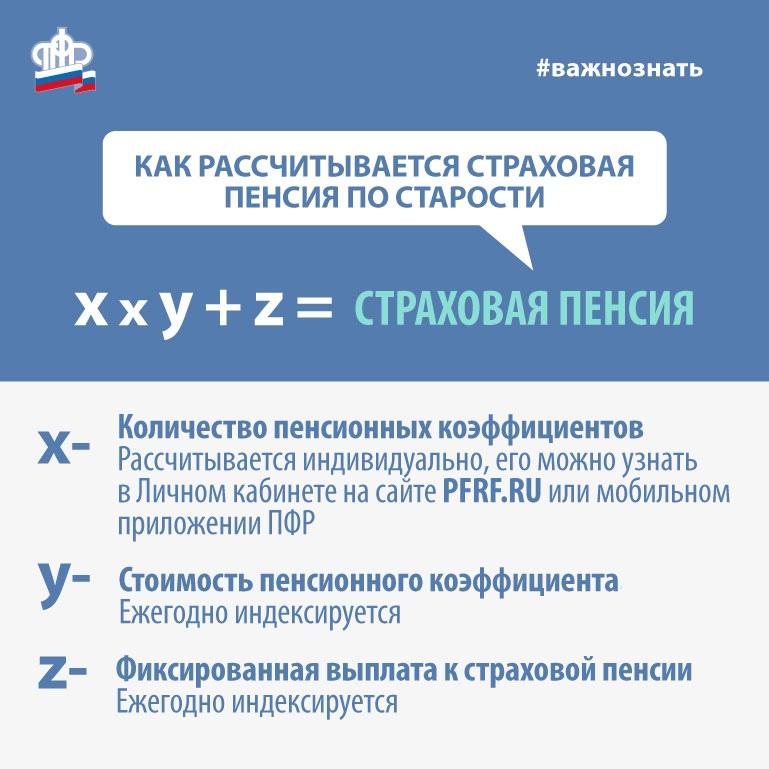 ПФР
#важнознать
КАК РАССЧИТЫВАЕТСЯ СТРАХОВАЯ
ПЕНСИЯ ПО СТАРОСТИ
x x y + z = СТРАХОВАЯ ПЕНСИЯ
x- Количество пенсионных коэффициентов
Рассчитывается индивидуально, его можно узнать
в Личном кабинете на сайте PFRF.RU или мобильном
приложении ПФР
y- Стоимость пенсионного коэффициента
Ежегодно индексируется
z- Фиксированная выплата к страховой пенсии
Ежегодно индексируется